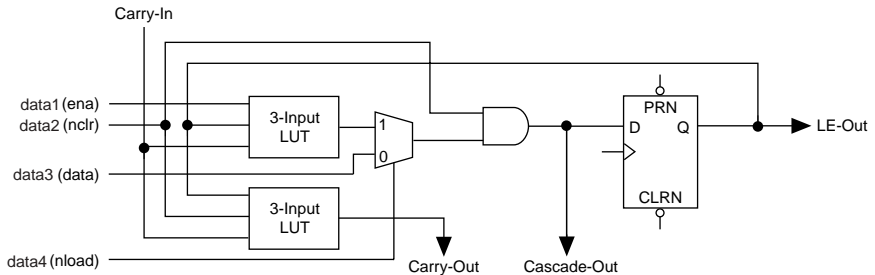 Carry-In
data1 (ena)
data2 (nclr)
3-Input
LUT
1
0
PRN
D
Q
LE-Out
data3 (data)
3-Input
LUT
CLRN
data4 (nload)
Carry-Out
Cascade-Out